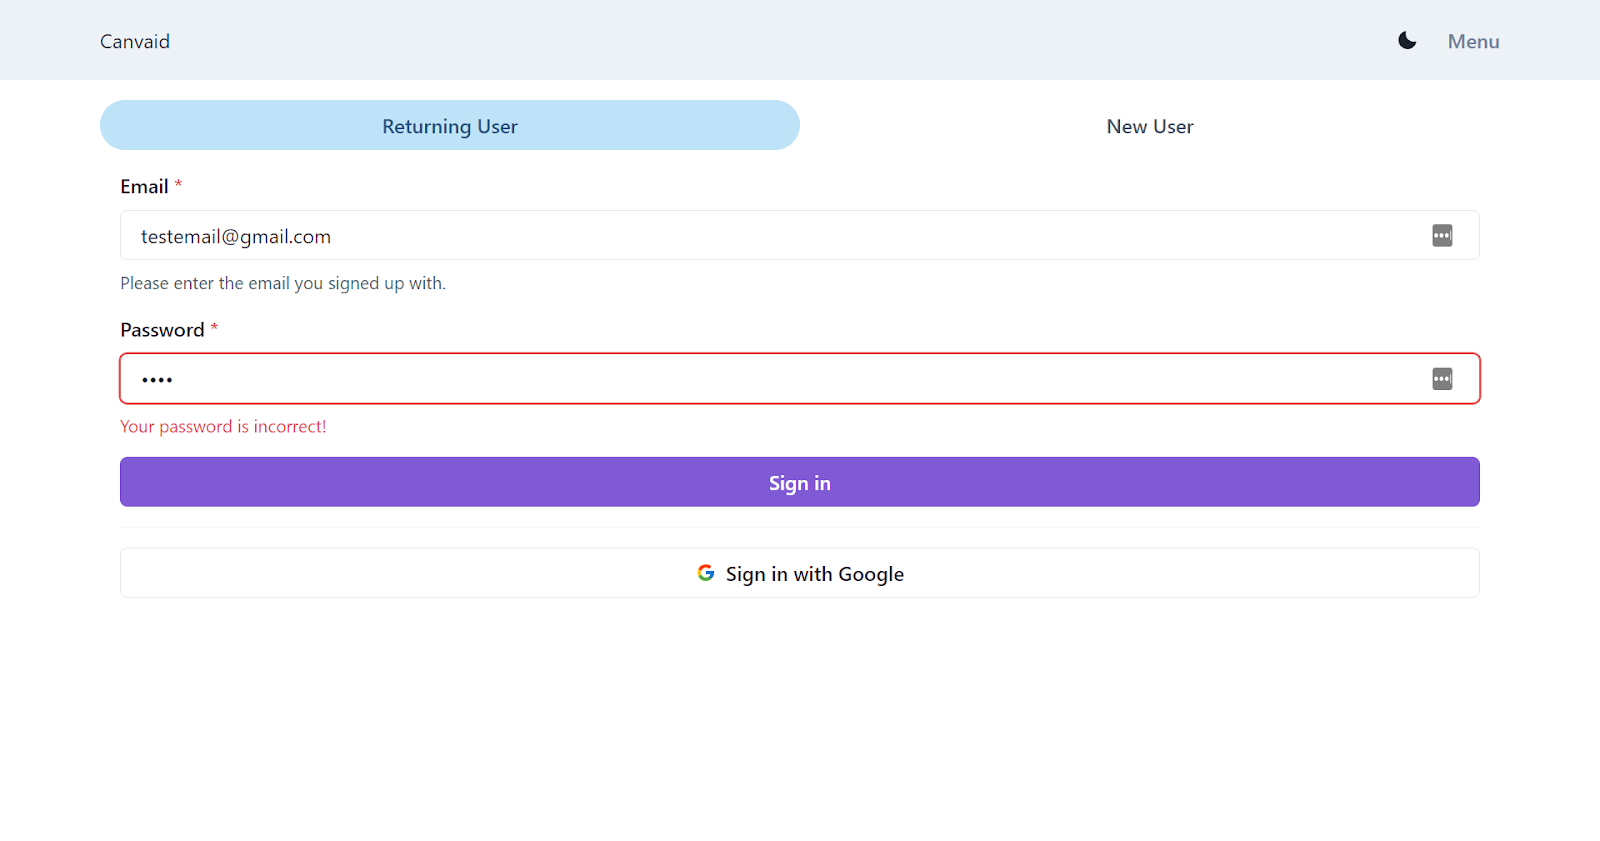 Canvaid
Menu
Returning User
New User
Email *
testemail@gmail.com
Please enter the email you signed up with.
Password *
••••
Your password is incorrect!
Sign in
Sign in with Google